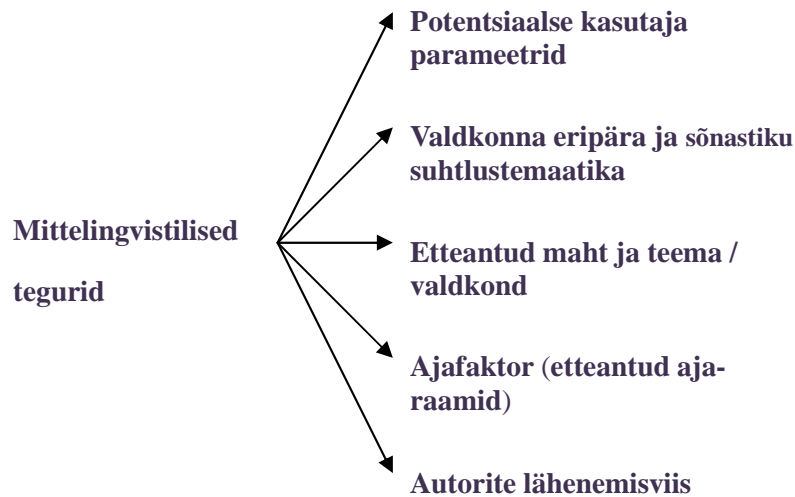 Mittelingvistilised
tegurid
Potentsiaalse kasutaja
parameetrid
Valdkonna eripära ja sõnastiku
suhtlustemaatika
Etteantud maht ja teema /
valdkond
Ajafaktor (etteantud aja-
raamid)
Autorite lähenemisviis